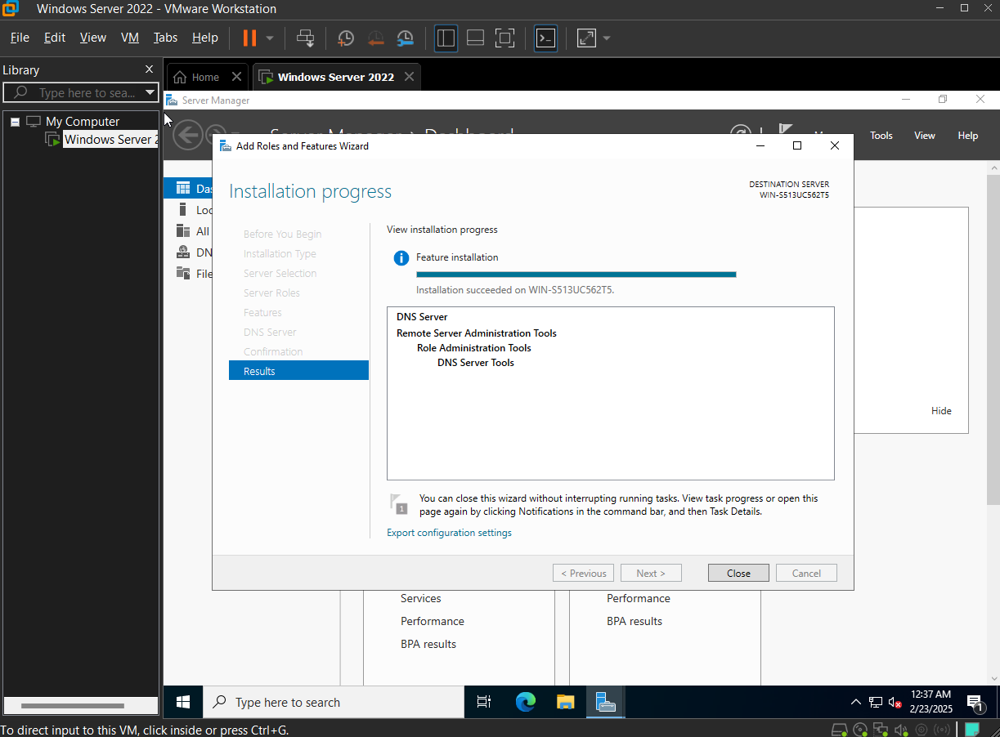 Windows Server 2022 - VMware Workstation
File Edit View VM Tabs Help
Library
Type here to sea...
My Computer
Windows Server 2
Home
Windows Server 2022
Server Manager
Server Manager Dashboard
Tools View Help
Das
Loc
All
DN
File
Hide
Add Roles and Features Wizard
Installation progress
DESTINATION SERVER
WIN-S513UC562T5
Before You Begin
Installation Type
Server Selection
Server Roles
Features
DNS Server
Confirmation
Results
View installation progress
Feature installation
Installation succeeded on WIN-S513UC562T5.
DNS Server
Remote Server Administration Tools
Role Administration Tools
DNS Server Tools
1
You can close this wizard without interrupting running tasks. View task progress or open this
page again by clicking Notifications in the command bar, and then Task Details.
Export configuration settings
< Previous Next > Close Cancel
Services
Performance
BPA results
Performance
BPA results
Type here to search
12:37 AM
2/23/2025
1
To direct input to this VM, click inside or press Ctrl+G.